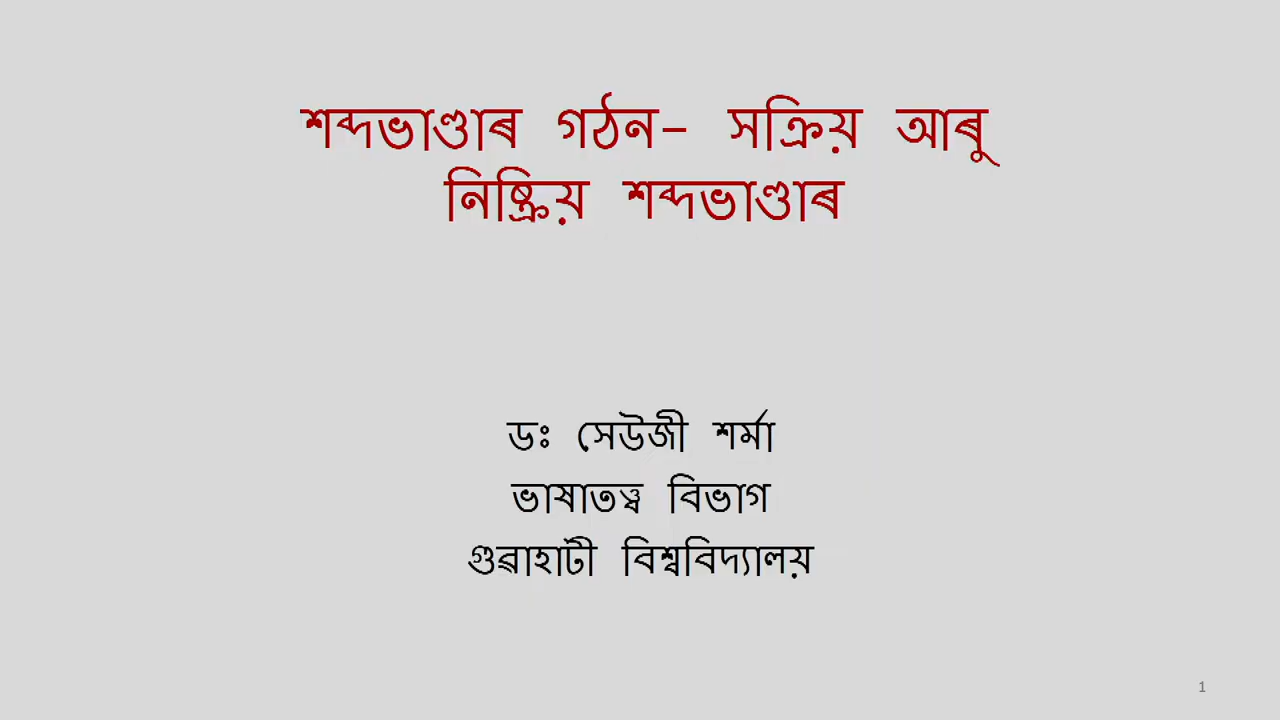 শব্দভাণ্ডাৰ গঠন– সক্ৰিয় আৰু
নিষ্ক্ৰিয় শব্দভাণ্ডাৰ
ডঃ সেউজী শৰ্মা
ভাষাতত্ত্ব বিভাগ
গুৱাহাটী বিশ্ববিদ্যালয়
1